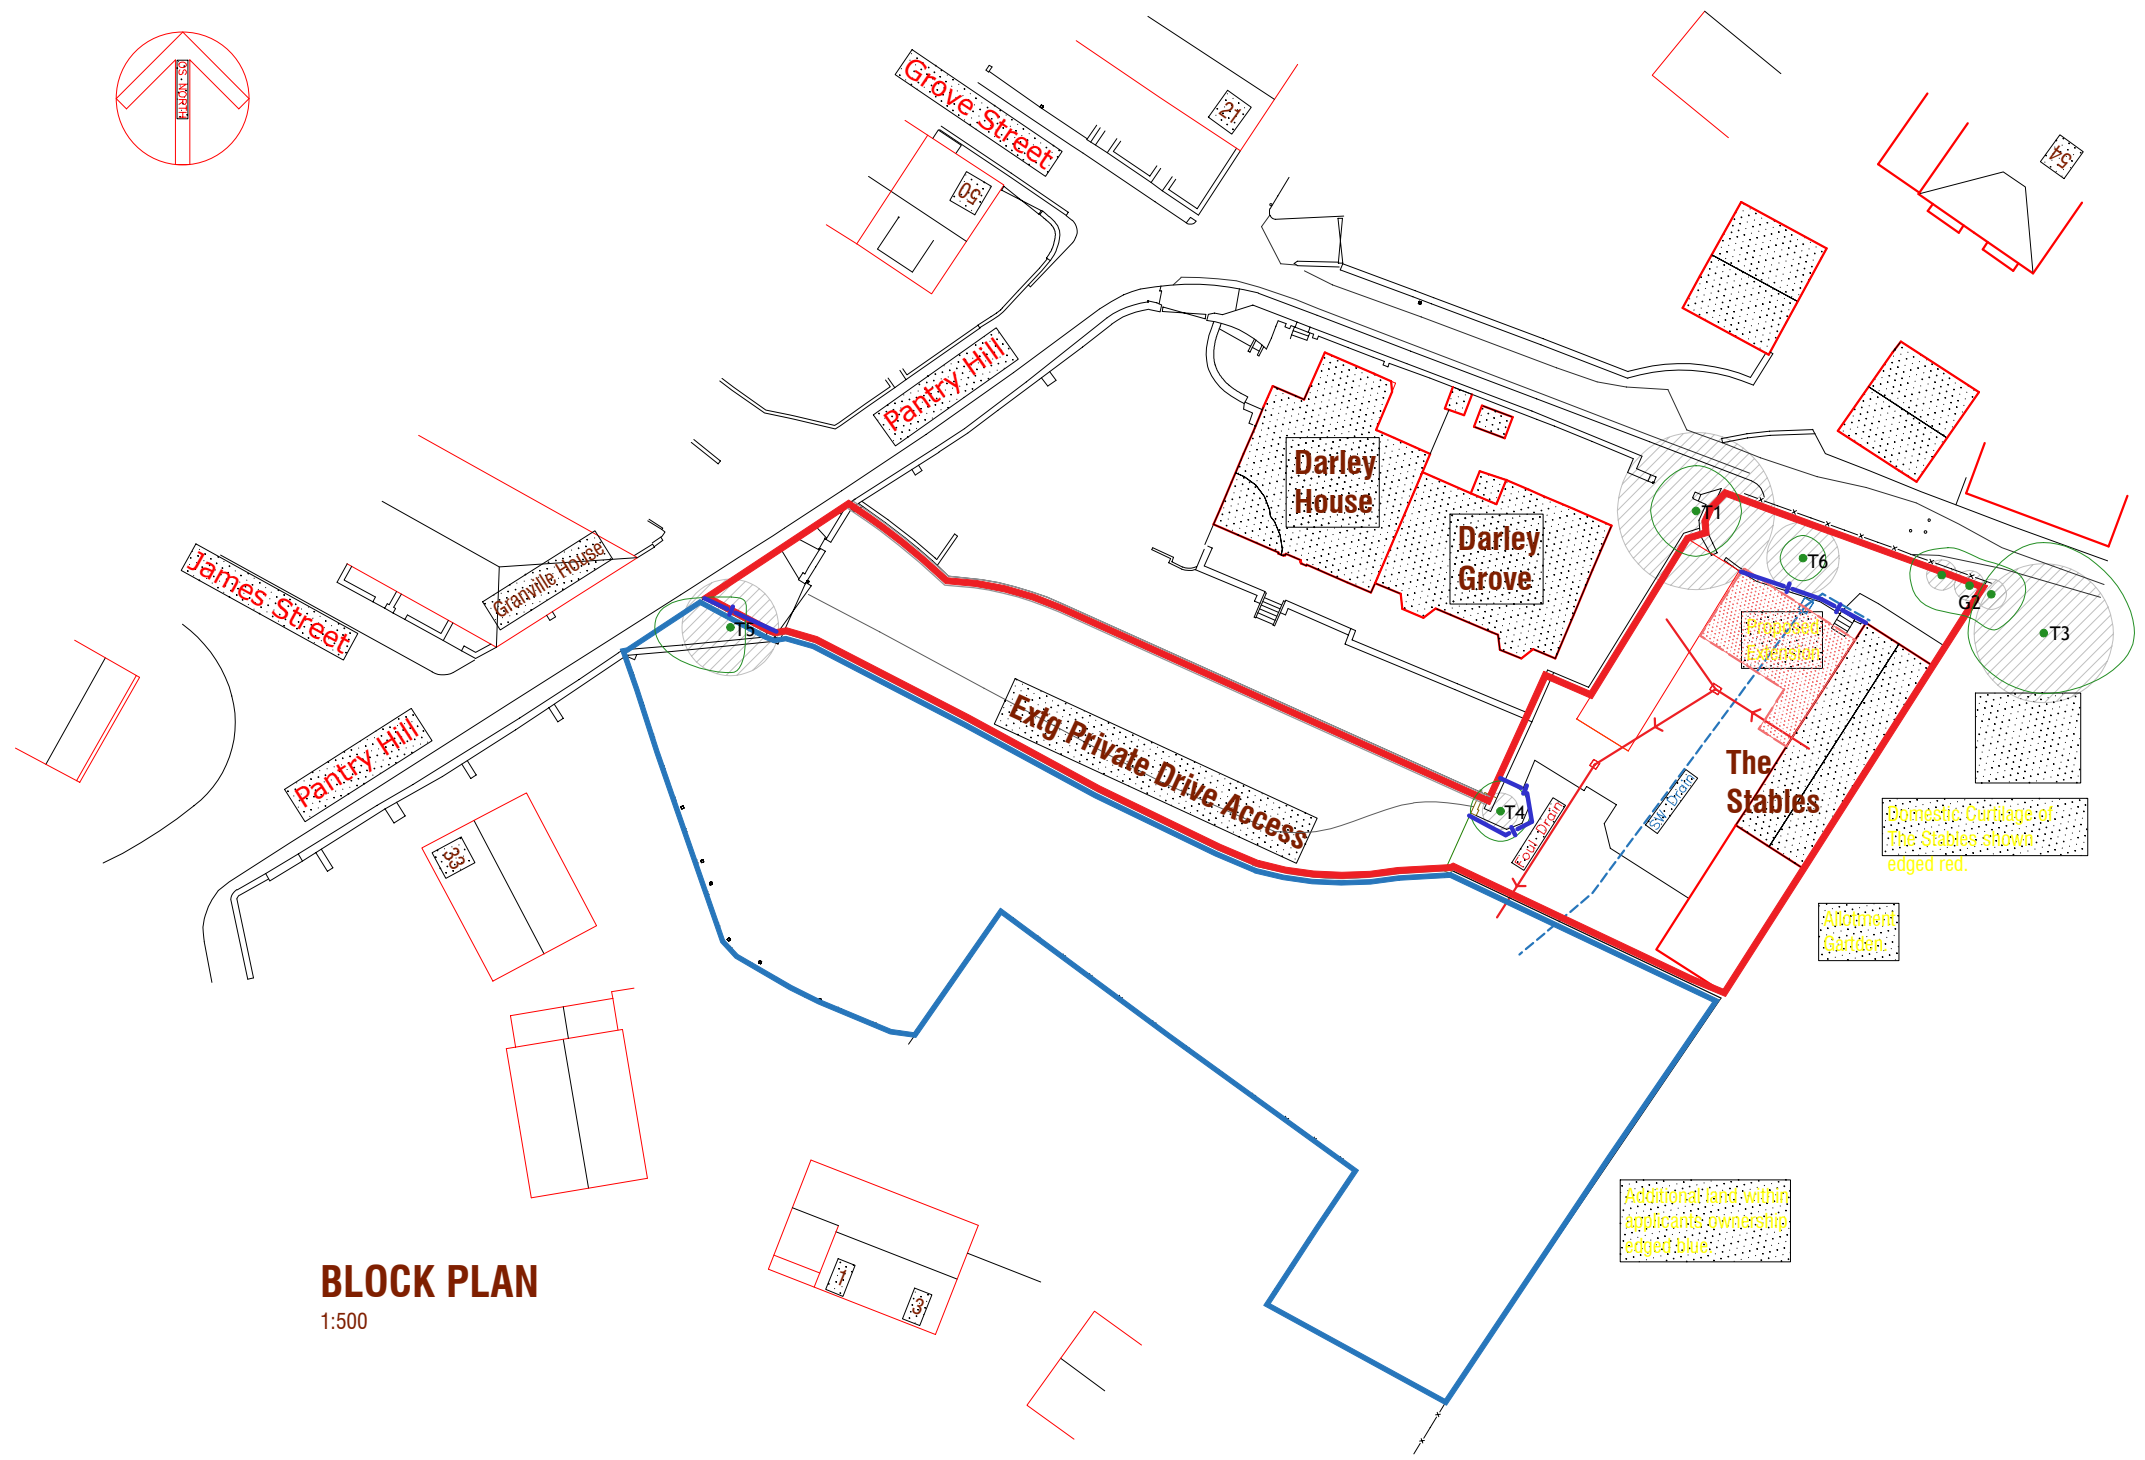 OS NORTH
Grove Street
21
50
54
Pantry Hill
Darley
House
Darley
Grove
T1
T6
G2
T3
Granville House
James Street
T5
Proposed
Extension
Extg Private Drive Access
The
Stables
T4
Foul Drain
SW Drain
Pantry Hill
Domestic Curtilage of
The Stables shown
edged red.
33
Allotment
Gartden.
Additional land within
applicants ownership
edged blue.
BLOCK PLAN
1:500
1
3